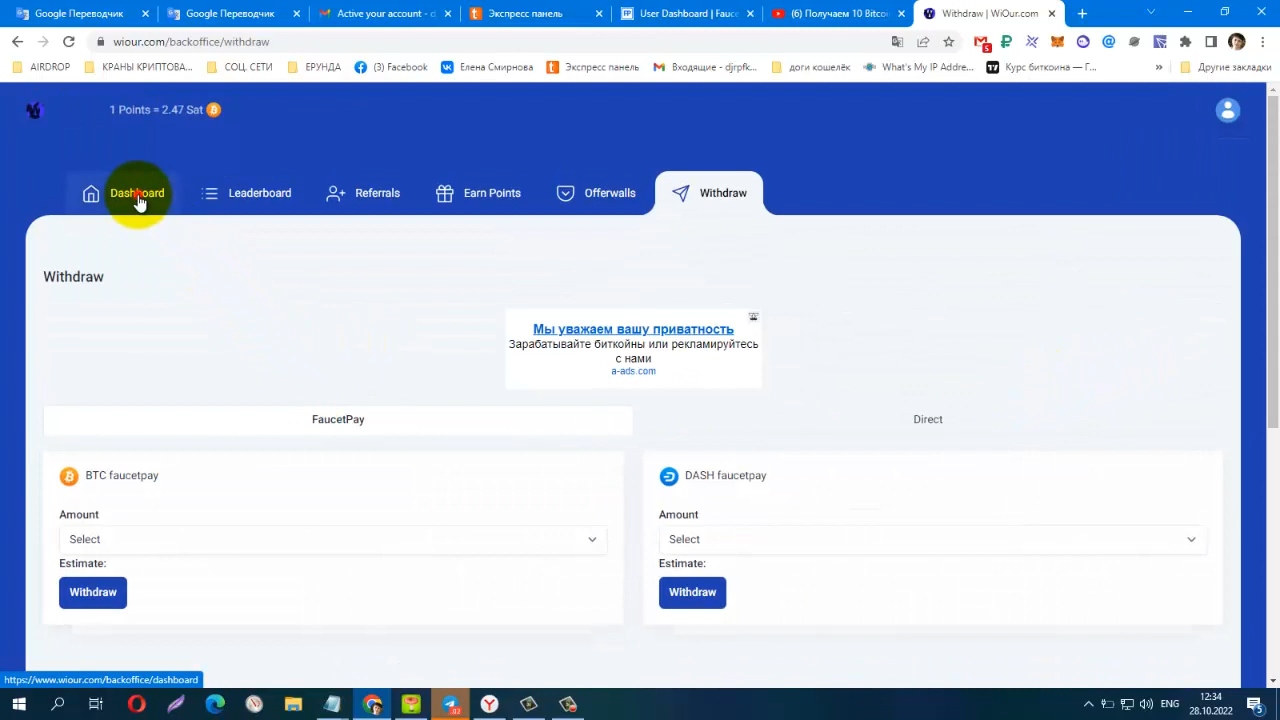 Google Переводчик
Google Переводчик
Active your account - cl
Экспресс панель
User Dashboard | Fauce
(6) Получаем 10 Bitcoi
Withdraw | WiOur.com
wiour.com/backoffice/withdraw
5
AIRDROP
КРАНЫ КРИПТОВА...
СОЦ. СЕТИ
ЕРУНДА
(3) Facebook
Елена Смирнова
Экспресс панель
Входящие - djrpfk...
доги кошелёк
What's My IP Address...
Курс биткоина — Г...
»
Другие закладки
1 Points = 2.47 Sat
Dashboard
Leaderboard
Referrals
Earn Points
Offerwalls
Withdraw
Withdraw
Мы уважаем вашу приватность
Зарабатывайте биткойны или рекламируйтесь
с нами
a-ads.com
FaucetPay
Direct
BTC faucetpay
DASH faucetpay
Amount
Amount
Select
Select
Estimate:
Estimate:
Withdraw
Withdraw
https://www.wiour.com/backoffice/dashboard
ENG
12:34
28.10.2022
5